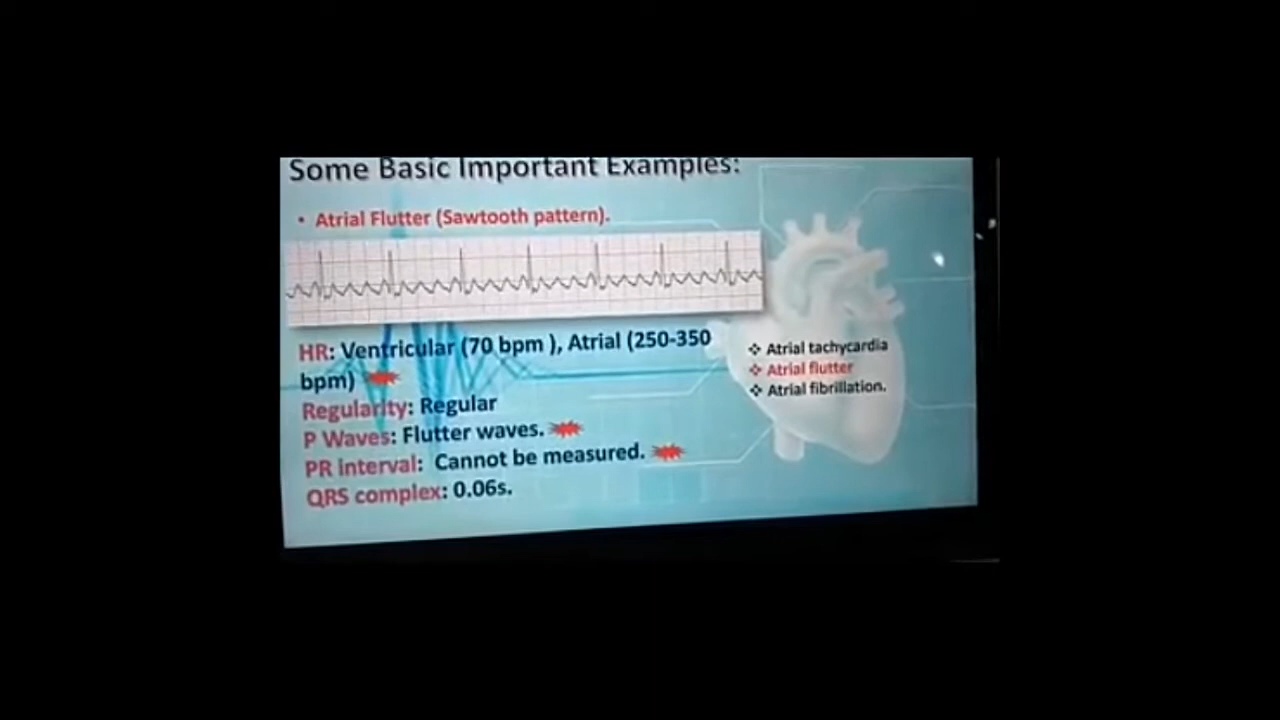 Some Basic Important Examples:
• Atrial Flutter (Sawtooth pattern).
HR: Ventricular (70 bpm ), Atrial (250-350
bpm)
Regularity: Regular
P Waves: Flutter waves.
PR interval: Cannot be measured.
QRS complex: 0.06s.
❖ Atrial tachycardia
❖ Atrial flutter
❖ Atrial fibrillation.